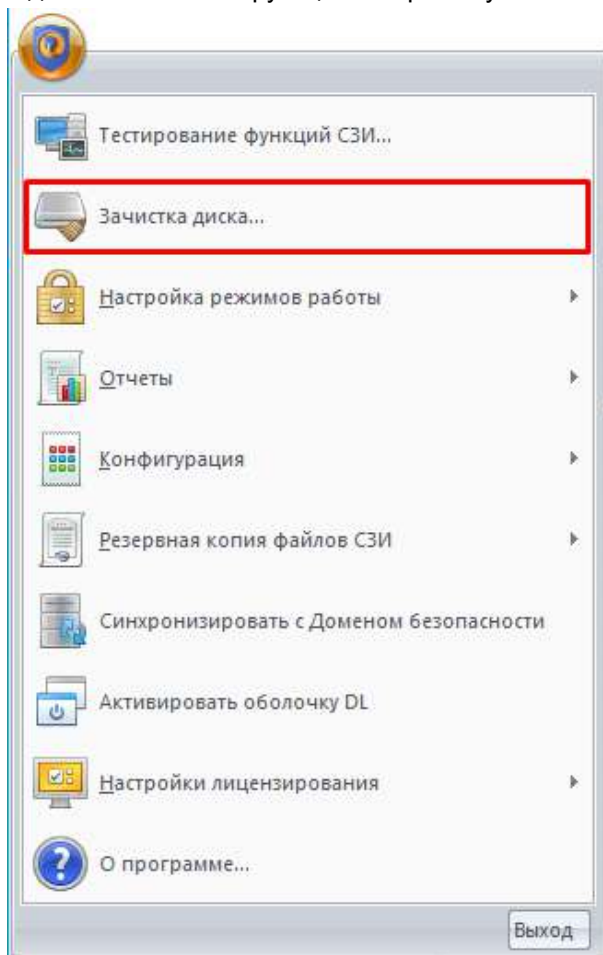 Тестирование функций СЗИ...
Зачистка диска...
Настройка режимов работы
Отчеты
Конфигурация
Резервная копия файлов СЗИ
Синхронизировать с Доменом безопасности
Активировать оболочку DL
Настройки лицензирования
О программе...
Выход